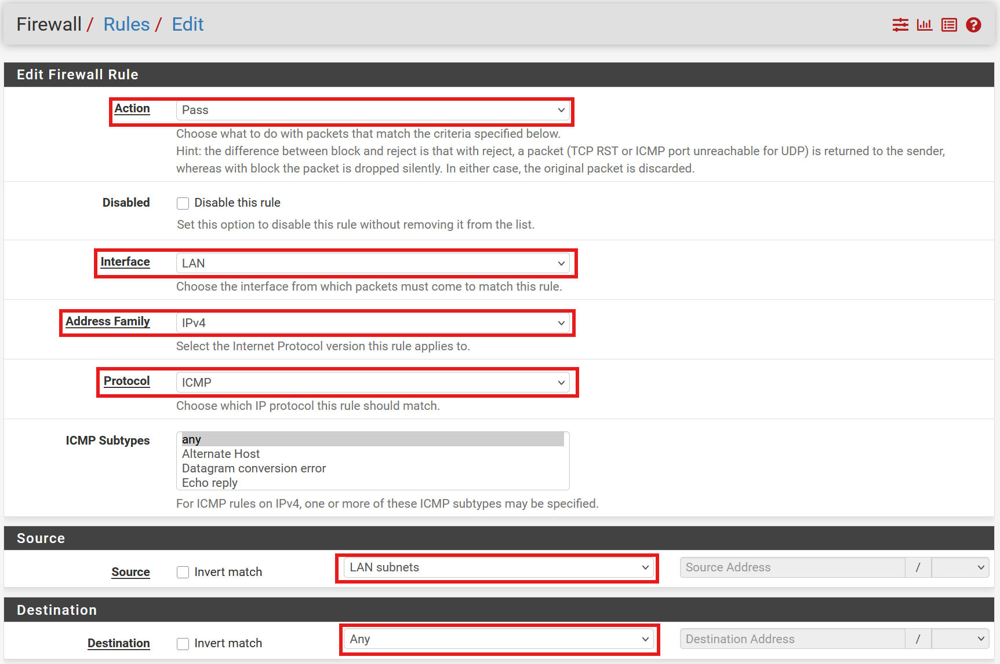 Firewall / Rules / Edit
Edit Firewall Rule
Action Pass
Choose what to do with packets that match the criteria specified below.
Hint: the difference between block and reject is that with reject, a packet (TCP RST or ICMP port unreachable for UDP) is returned to the sender,
whereas with block the packet is dropped silently. In either case, the original packet is discarded.
Disabled Disable this rule
Set this option to disable this rule without removing it from the list.
Interface LAN
Choose the interface from which packets must come to match this rule.
Address Family IPv4
Select the Internet Protocol version this rule applies to.
Protocol ICMP
Choose which IP protocol this rule should match.
ICMP Subtypes any
Alternate Host
Datagram conversion error
Echo reply
For ICMP rules on IPv4, one or more of these ICMP subtypes may be specified.
Source
Source Invert match LAN subnets Source Address /
Destination
Destination Invert match Any Destination Address /